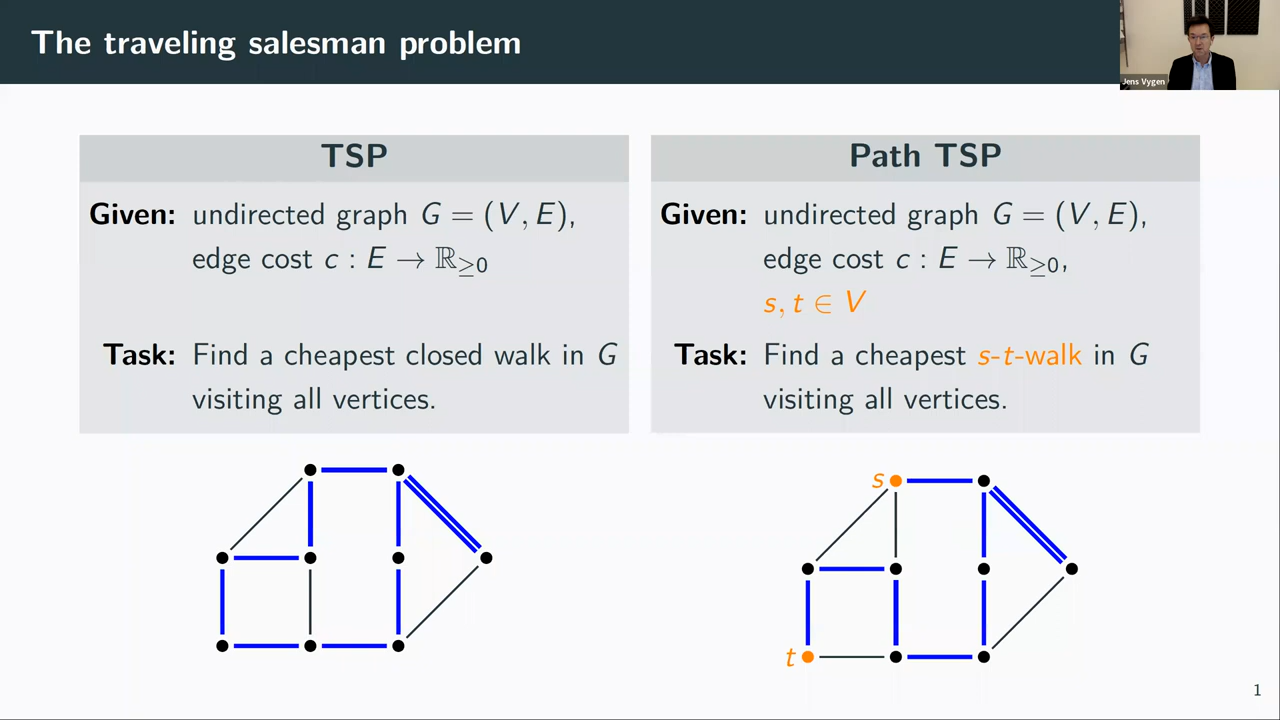 The traveling salesman problem
Jens Vygen
TSP
Given: undirected graph G = (V, E),
edge cost c : E → ℝ≥0
Task: Find a cheapest closed walk in G
visiting all vertices.
Path TSP
Given: undirected graph G = (V, E),
edge cost c : E → ℝ≥0,
s, t ∈ V
Task: Find a cheapest s-t-walk in G
visiting all vertices.
s
t
1